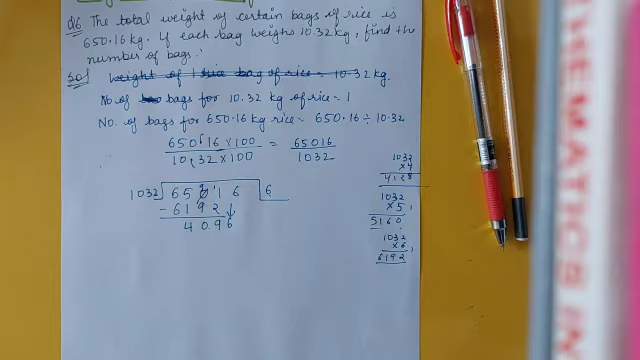 Q6 The total weight of certain bags of rice is
650.16 kg. If each bag weighs 10.32 kg, find the
number of bags.
Sol weight of 1 bag of rice = 10.32 kg.
No of bags for 10.32 kg of rice = 1
No. of bags for 650.16 kg rice = 650.16 ÷ 10.32
650.16 × 100 = 65016
10.32 × 100 1032
1032 65016 6
- 6192
4096
1032
×4
4128
1032
×5
5160
1032
×6
6192
HEMATICS IN